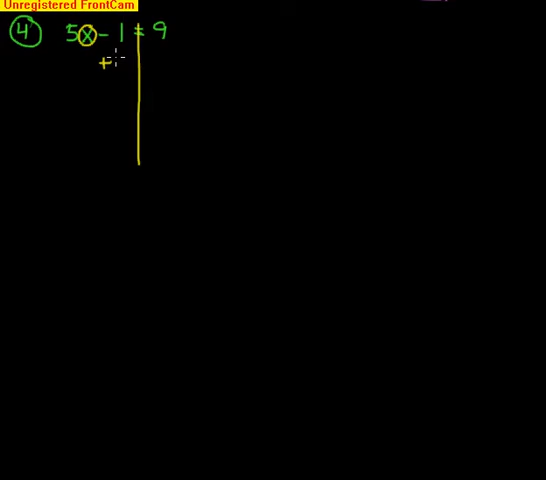 Unregistered FrontCam
4 5x - 1 = 9
+